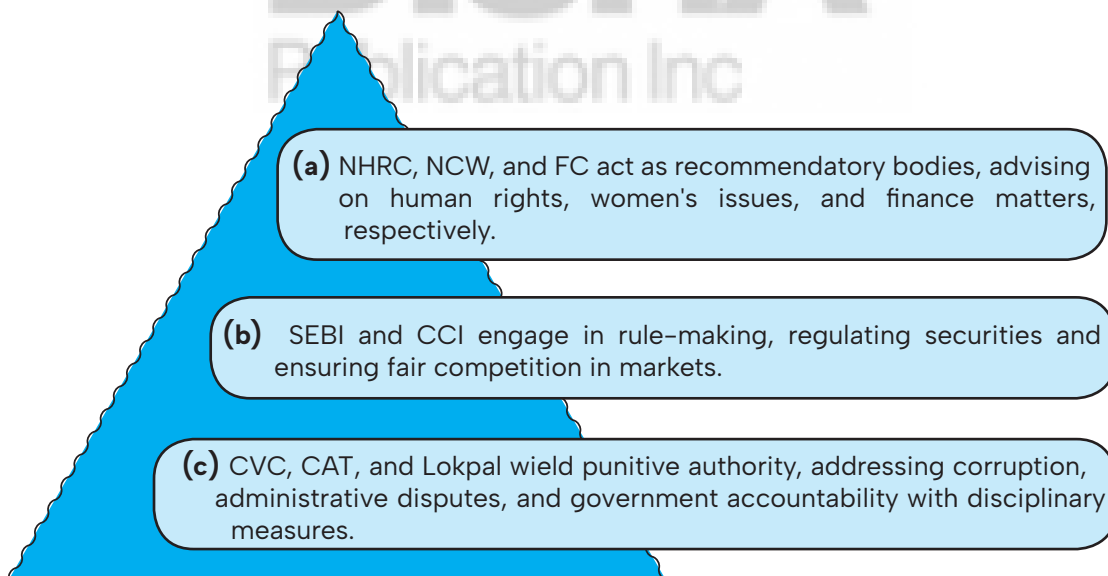 Publication Inc
(a) NHRC, NCW, and FC act as recommendatory bodies, advising
on human rights, women's issues, and finance matters,
respectively.
(b) SEBI and CCI engage in rule-making, regulating securities and
ensuring fair competition in markets.
(c) CVC, CAT, and Lokpal wield punitive authority, addressing corruption,
administrative disputes, and government accountability with disciplinary
measures.